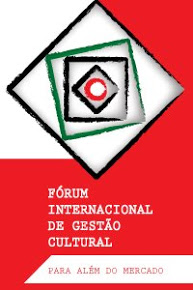 FÓRUM
INTERNACIONAL
DE GESTÃO
CULTURAL
PARA ALÉM DO MERCADO